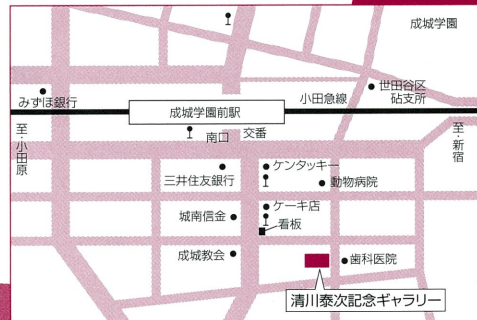 成城学園
世田谷区
砧支所
みずほ銀行
小田急線
成城学園前駅
至・小田原
至・新宿
南口
交番
三井住友銀行
ケンタッキー
動物病院
城南信金
ケーキ店
看板
成城教会
歯科医院
清川泰次記念ギャラリー